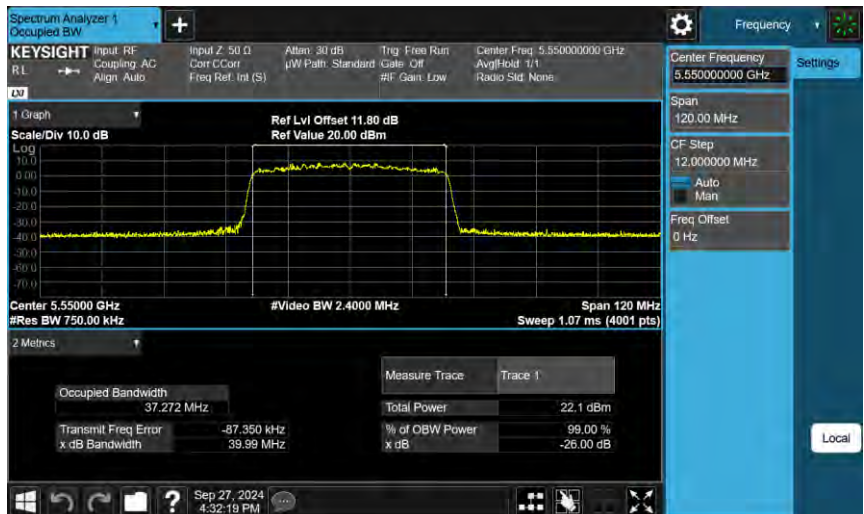 Spectrum Analyzer 1
Occupied BW
+
Frequency
KEYSIGHT
RL
LXI
Input: RF
Coupling: AC
Align: Auto
Input Z: 50 Ω
Corr CCorr
Freq Ref: Int (S)
Atten: 30 dB
µW Path: Standard
Trig: Free Run
Gate: Off
#IF Gain: Low
Center Freq: 5.550000000 GHz
Avg|Hold: 1/1
Radio Std: None
Center Frequency
5.550000000 GHz
Settings
Span
120.00 MHz
CF Step
12.000000 MHz
Auto
Man
Freq Offset
0 Hz
Local
1 Graph
Scale/Div 10.0 dB
Ref Lvl Offset 11.80 dB
Ref Value 20.00 dBm
Log
10.0
0.00
-10.0
-20.0
-30.0
-40.0
-50.0
-60.0
-70.0
Center 5.55000 GHz
#Video BW 2.4000 MHz
Span 120 MHz
#Res BW 750.00 kHz
Sweep 1.07 ms (4001 pts)
2 Metrics
Measure Trace
Trace 1
Occupied Bandwidth
37.272 MHz
Total Power
22.1 dBm
Transmit Freq Error
-87.350 kHz
% of OBW Power
99.00 %
x dB Bandwidth
39.99 MHz
x dB
-26.00 dB
?
Sep 27, 2024
4:32:19 PM